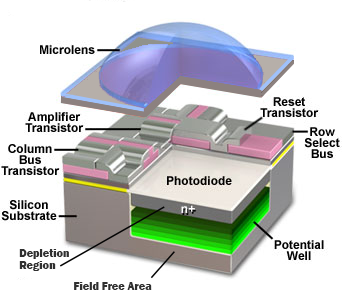 Microlens
Amplifier
Transistor
Reset
Transistor
Row
Select
Bus
Column
Bus
Transistor
Photodiode
Silicon
Substrate
n+
Potential
Well
Depletion
Region
Field Free Area